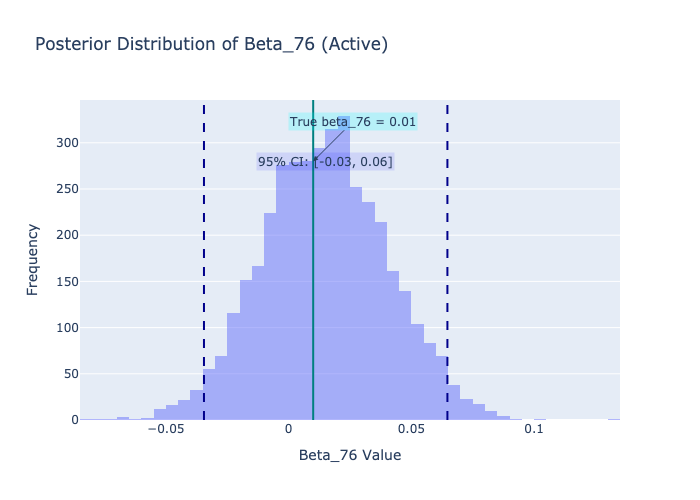 Posterior Distribution of Beta_76 (Active)
True beta_76 = 0.01
95% CI: [-0.03, 0.06]
300
250
200
150
100
50
0
Frequency
−0.05
0
0.05
0.1
Beta_76 Value